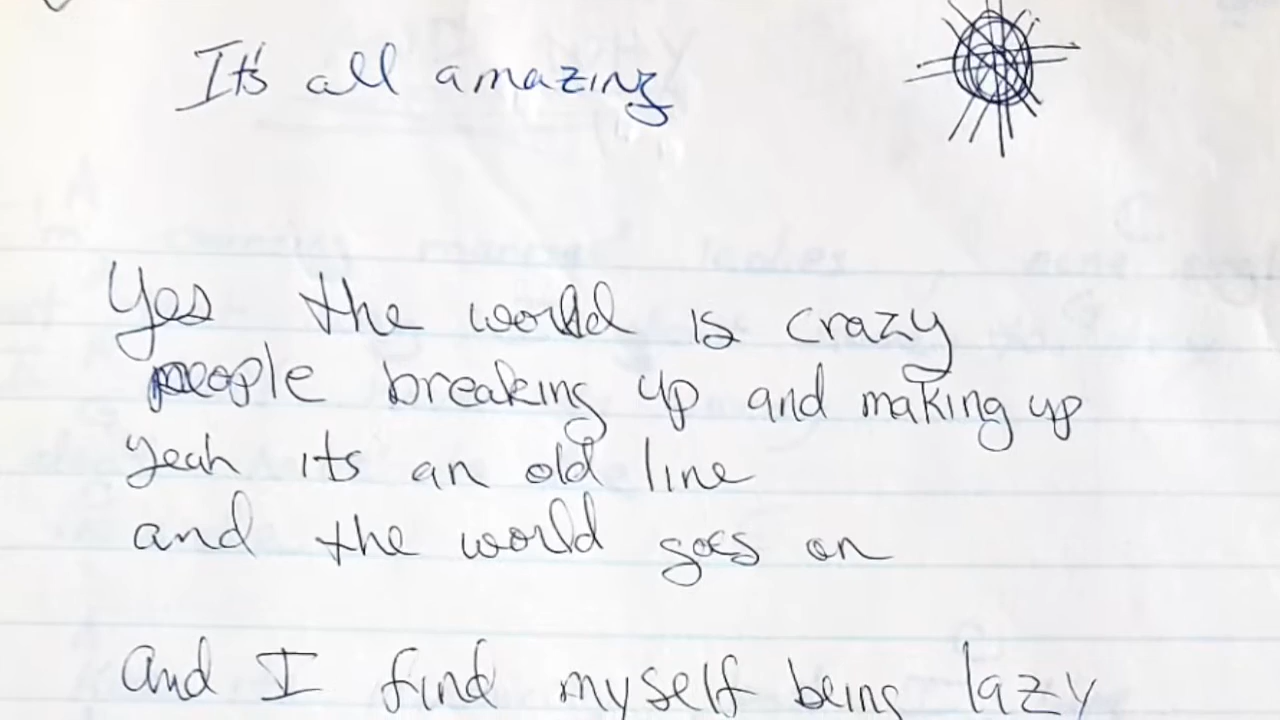 It's all amazing
Yes the world is crazy
people breaking up and making up
yeah its an old line
and the world goes on
and I find myself being lazy